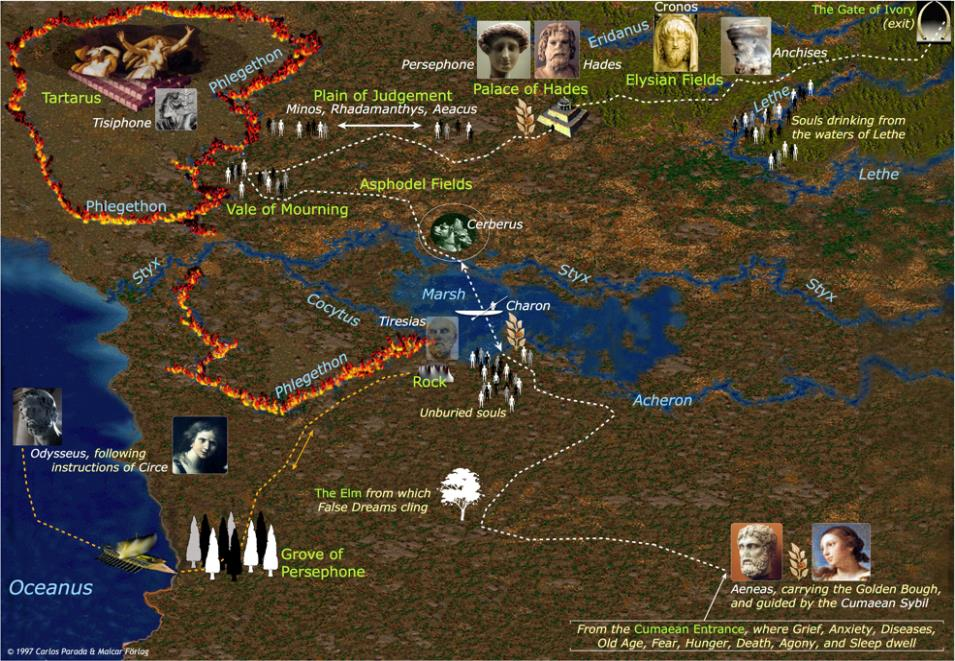 Cronos
The Gate of Ivory
(exit)
Eridanus
Persephone
Hades
Anchises
Elysian Fields
Palace of Hades
Phlegethon
Tartarus
Tisiphone
Plain of Judgement
Minos, Rhadamanthys, Aeacus
Lethe
Souls drinking from
the waters of Lethe
Lethe
Phlegethon
Vale of Mourning
Asphodel Fields
Cerberus
Styx
Styx
Styx
Cocytus
Marsh
Charon
Tiresias
Phlegethon
Rock
Unburied souls
Acheron
Odysseus, following
instructions of Circe
The Elm from which
False Dreams cling
Grove of
Persephone
Oceanus
Aeneas, carrying the Golden Bough,
and guided by the Cumaean Sybil
From the Cumaean Entrance, where Grief, Anxiety, Diseases,
Old Age, Fear, Hunger, Death, Agony, and Sleep dwell
© 1997 Carlos Parada & Maicar Förlag